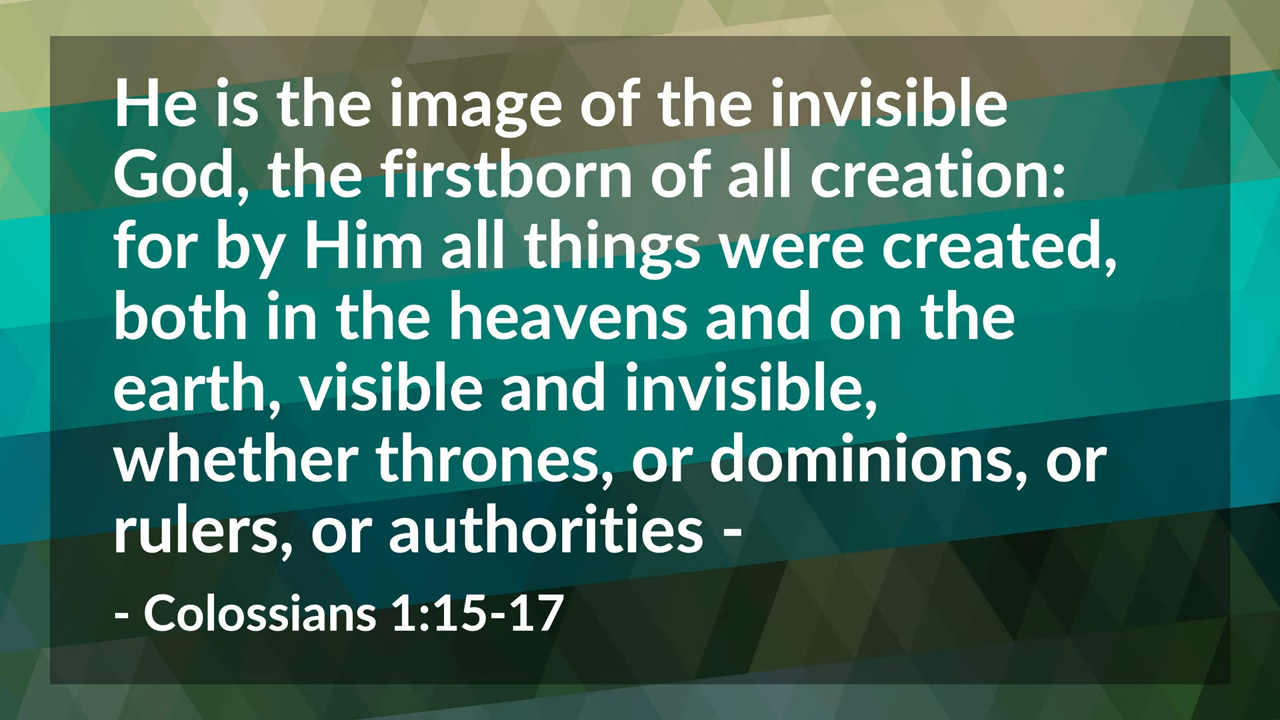 He is the image of the invisible
God, the firstborn of all creation:
for by Him all things were created,
both in the heavens and on the
earth, visible and invisible,
whether thrones, or dominions, or
rulers, or authorities -
- Colossians 1:15-17